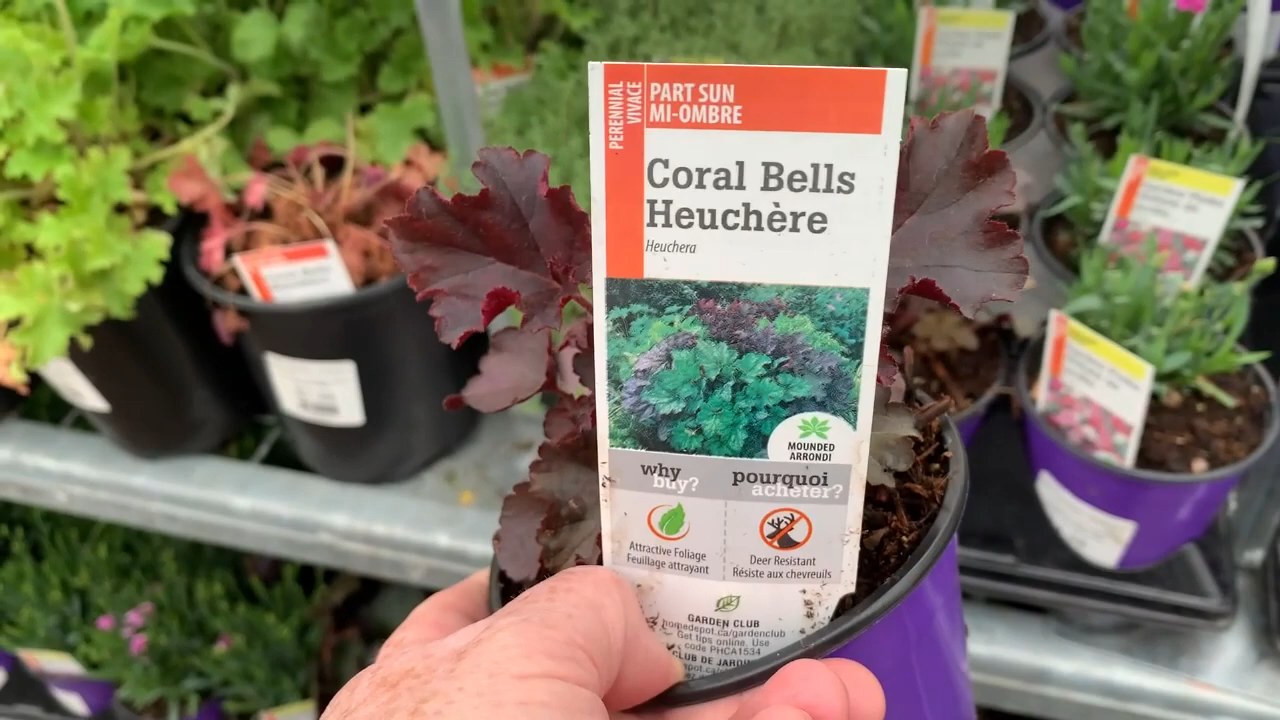 PERENNIAL
VIVACE
PART SUN
MI-OMBRE
Coral Bells
Heuchère
Heuchera
MOUNDED
ARRONDI
why
buy?
pourquoi
acheter?
Attractive Foliage
Feuillage attrayant
Deer Resistant
Résiste aux chevreuils
GARDEN CLUB
homedepot.ca/gardenclub
Get tips online. Use
code PHCA1534
CLUB DE JARDI